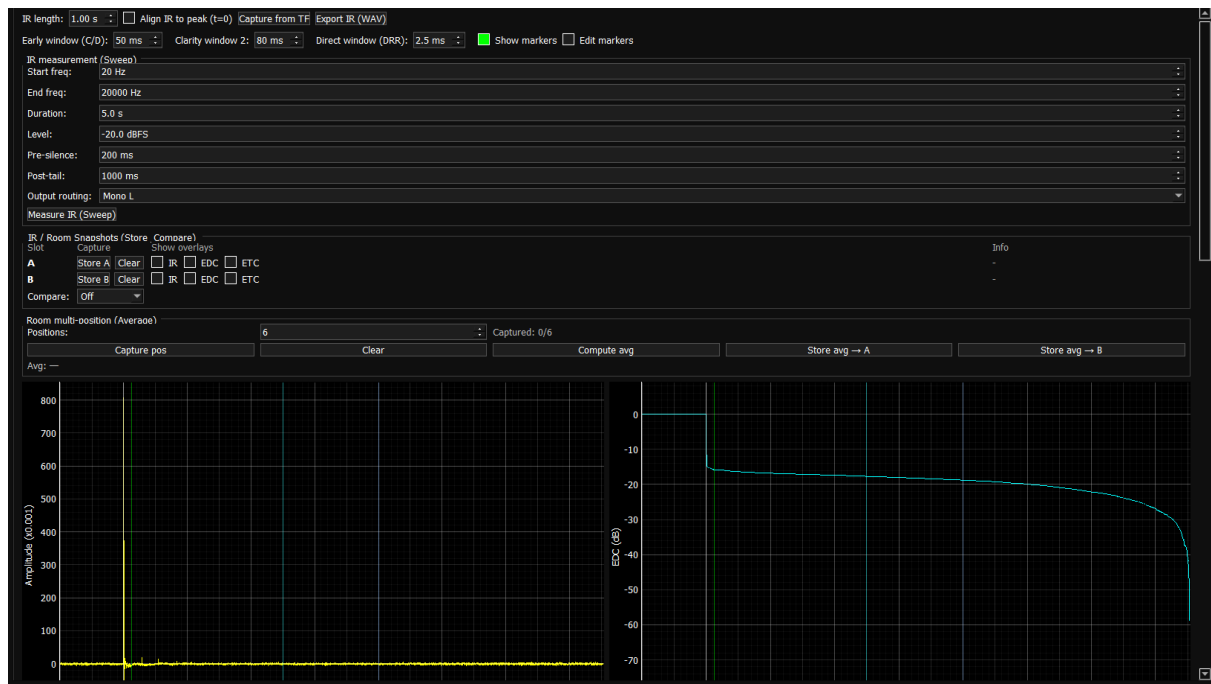 IR length: 1.00 s Align IR to peak (t=0) Capture from TF Export IR (WAV)
Early window (C/D): 50 ms Clarity window 2: 80 ms Direct window (DRR): 2.5 ms Show markers Edit markers
IR measurement (Sweep)
Start freq: 20 Hz
End freq: 20000 Hz
Duration: 5.0 s
Level: -20.0 dBFS
Pre-silence: 200 ms
Post-tail: 1000 ms
Output routing: Mono L
Measure IR (Sweep)
IR / Room Snapshots (Store Compare)
Slot Capture Show overlays Info
A Store A Clear IR EDC ETC -
B Store B Clear IR EDC ETC -
Compare: Off
Room multi-position (Average)
Positions: 6 Captured: 0/6
Capture pos Clear Compute avg Store avg → A Store avg → B
Avg: —
Amplitude (x0.001)
800
700
600
500
400
300
200
100
0
EDC (dB)
0
-10
-20
-30
-40
-50
-60
-70